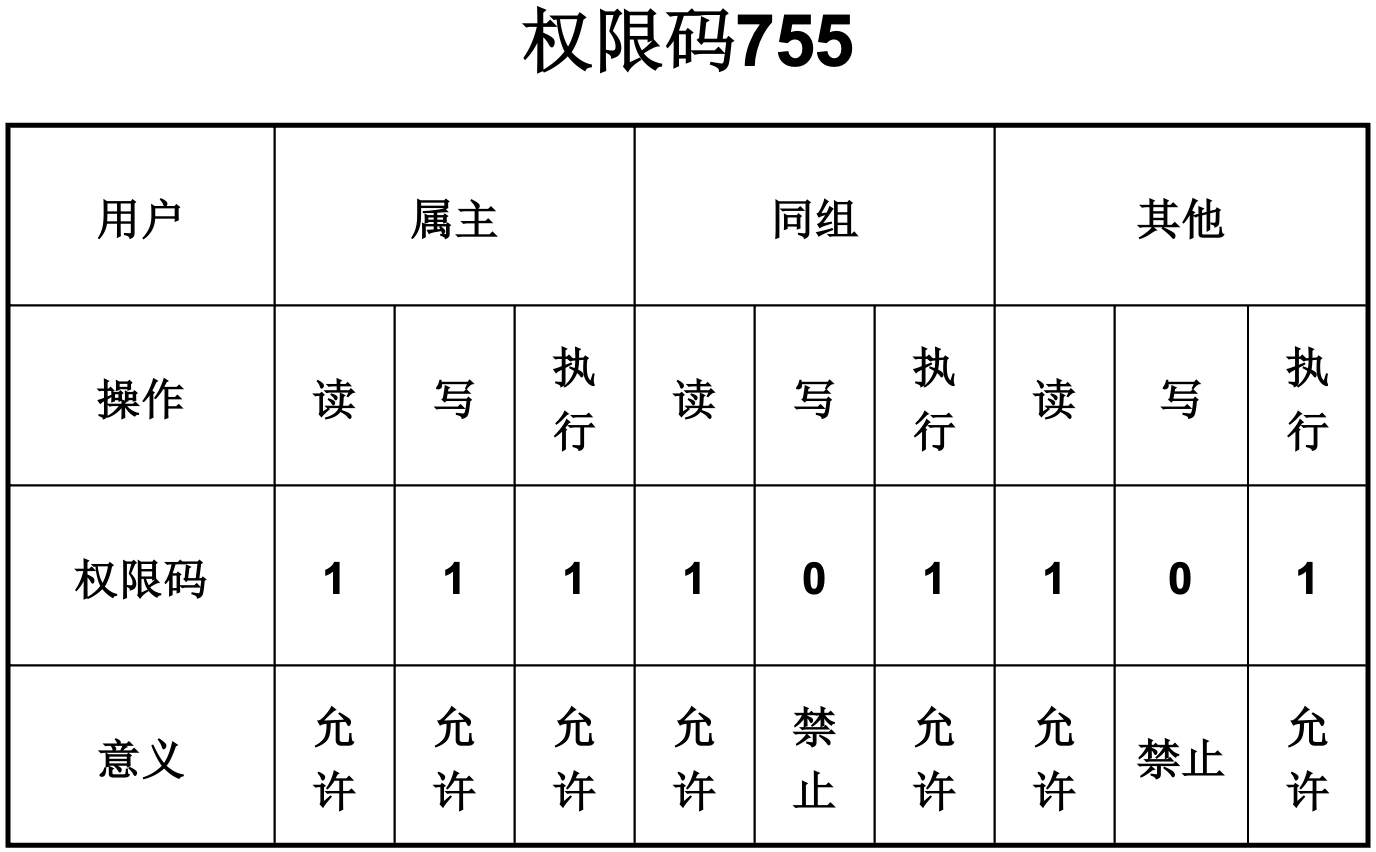 权限码755
用户 属主 同组 其他
操作 读 写 执行 读 写 执行 读 写 执行
权限码 1 1 1 1 0 1 1 0 1
意义 允许 允许 允许 允许 禁止 允许 允许 禁止 允许